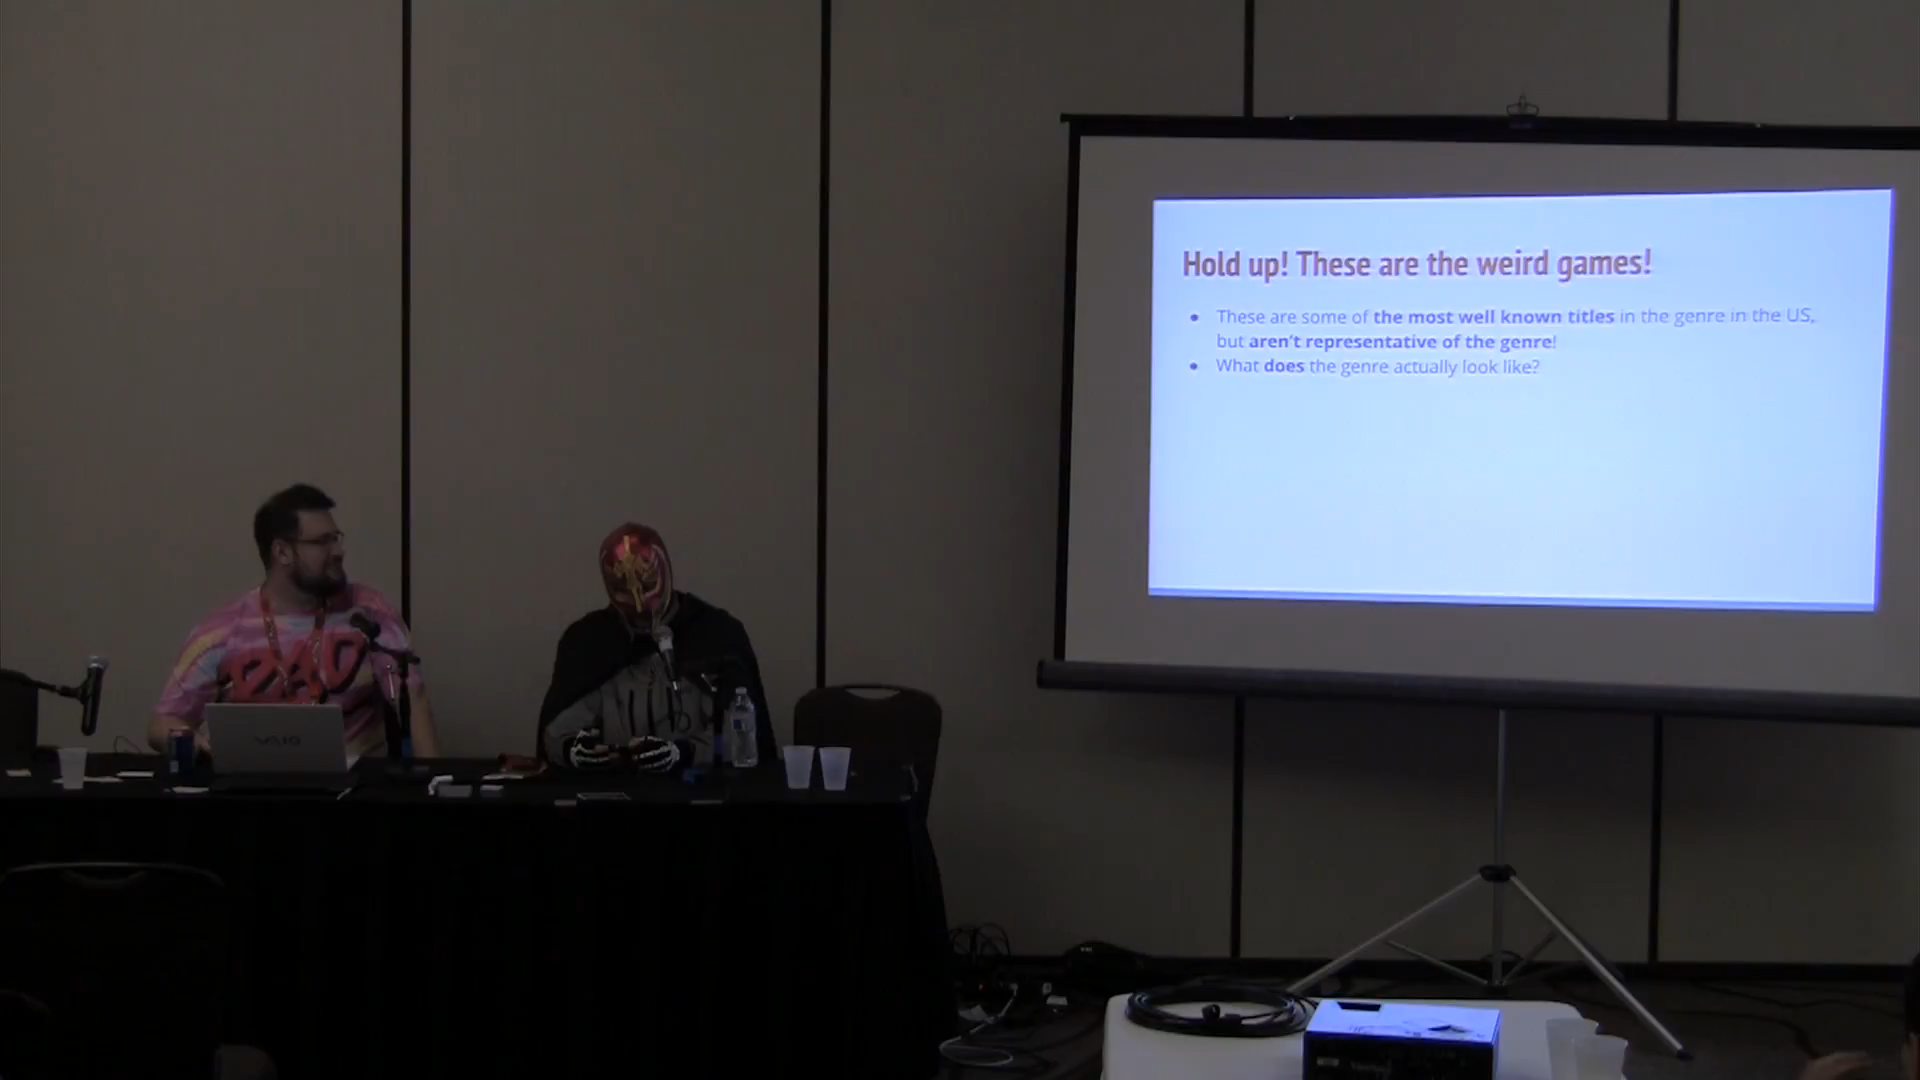 Hold up! These are the weird games!
These are some of the most well known titles in the genre in the US,
but aren't representative of the genre!
What does the genre actually look like?
RAD
VAIO